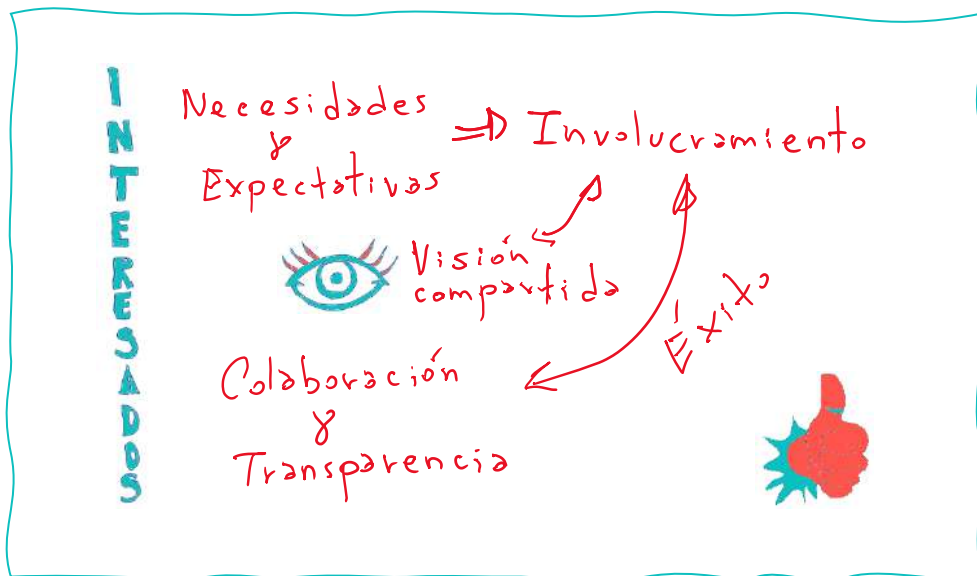 INTERESADOS
Necesidades
y
Expectativas
Involucramiento
Visión
compartida
Éxito
Colaboración
y
Transparencia